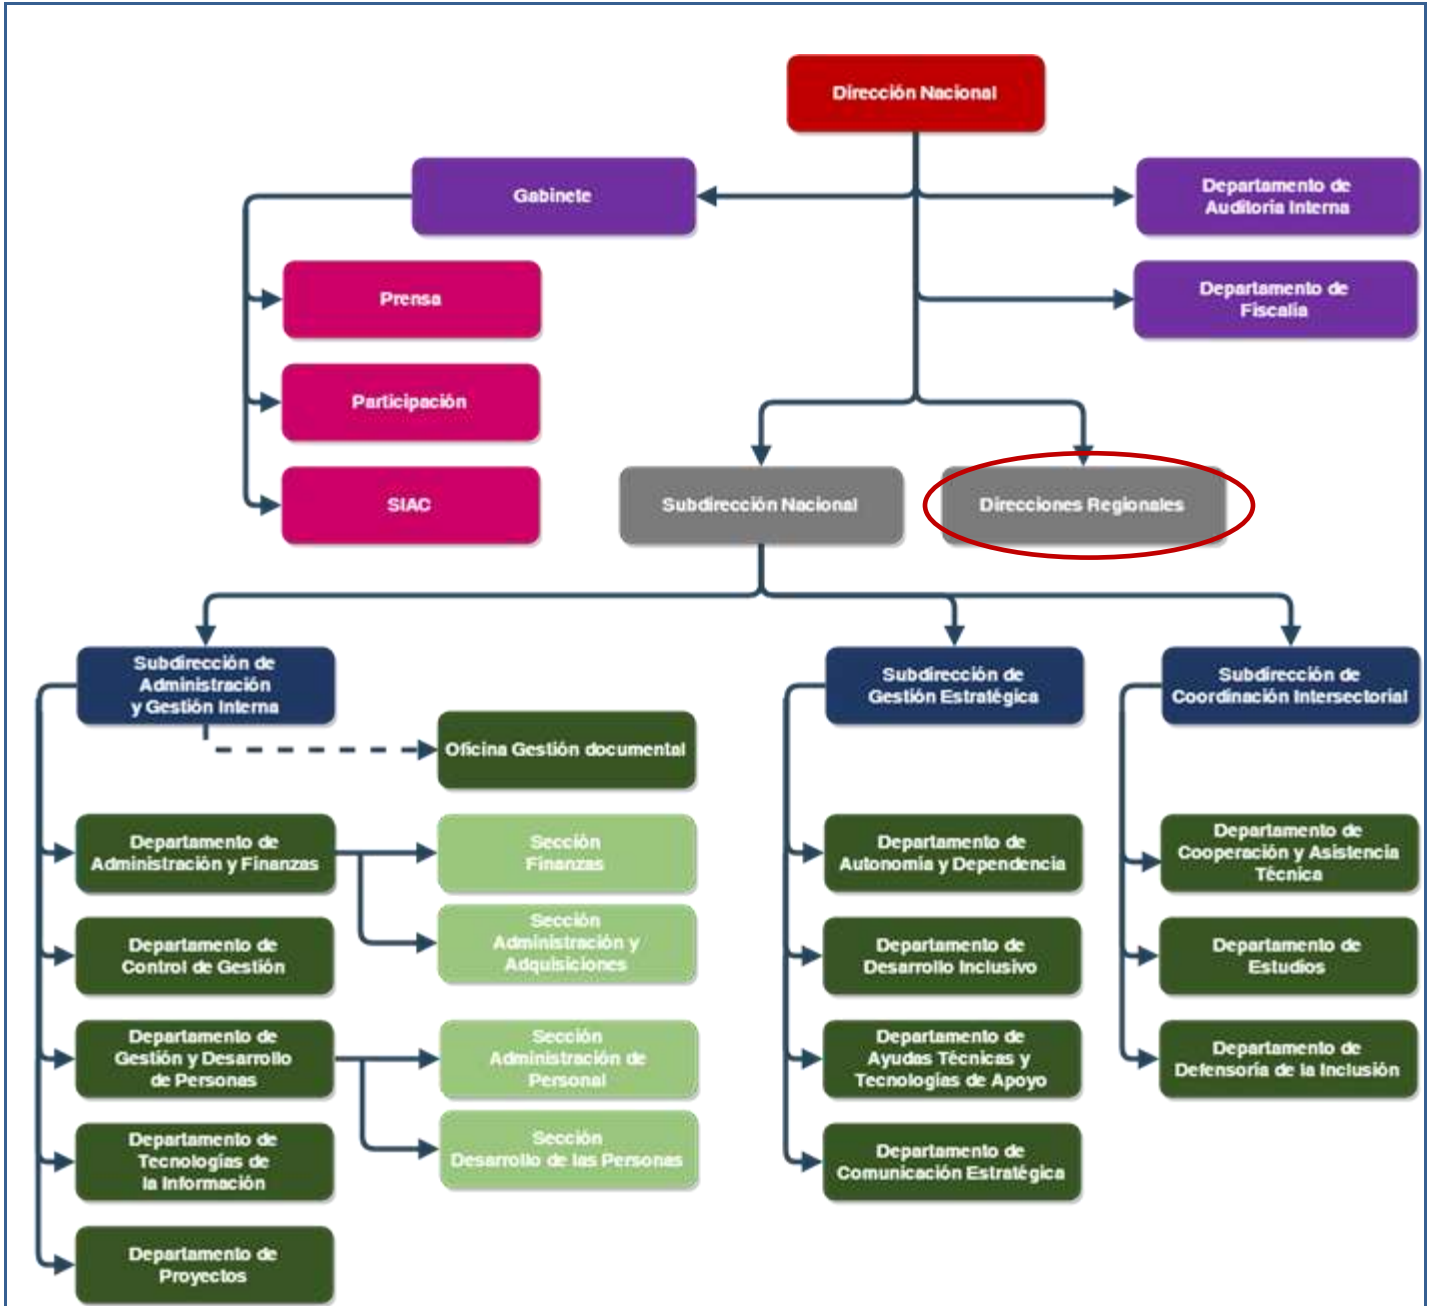 Dirección Nacional
Gabinete
Departamento de
Auditoria Interna
Prensa
Departamento de
Fiscalía
Participación
SIAC
Subdirección Nacional
Direcciones Regionales
Subdirección de
Administración
y Gestión Interna
Subdirección de
Gestión Estratégica
Subdirección de
Coordinación Intersectorial
Oficina Gestión documental
Departamento de
Administración y Finanzas
Sección
Finanzas
Departamento de
Autonomía y Dependencia
Departamento de
Cooperación y Asistencia
Técnica
Sección
Administración y
Adquisiciones
Departamento de
Control de Gestión
Departamento de
Desarrollo Inclusivo
Departamento de
Estudios
Departamento de
Gestión y Desarrollo
de Personas
Sección
Administración de
Personal
Departamento de
Ayudas Técnicas y
Tecnologías de Apoyo
Departamento de
Defensoría de la Inclusión
Sección
Desarrollo de las Personas
Departamento de
Tecnologías de
la Información
Departamento de
Comunicación Estratégica
Departamento de
Proyectos